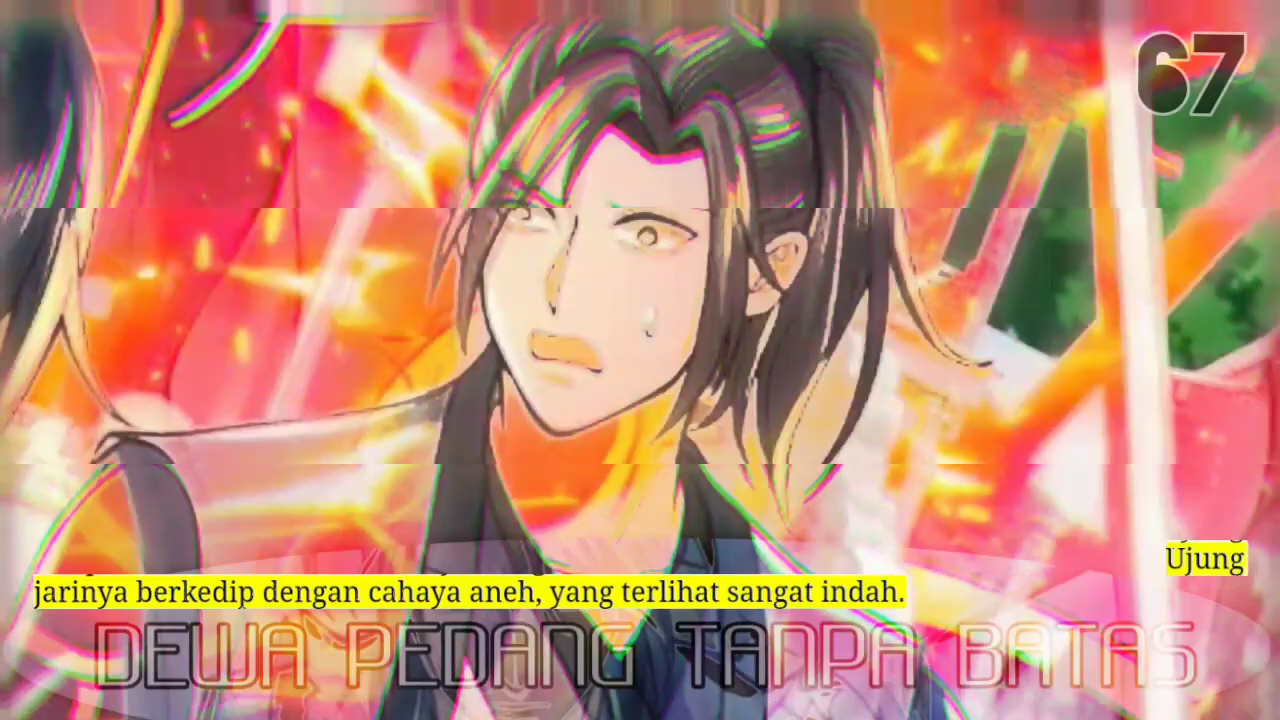 67
Ujung
jarinya berkedip dengan cahaya aneh, yang terlihat sangat indah.
DEWA PEDANG TANPA BATAS